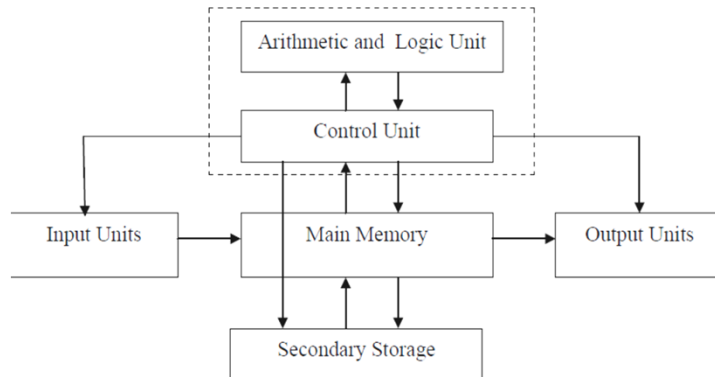 Arithmetic and Logic Unit
Control Unit
Input Units
Main Memory
Output Units
Secondary Storage